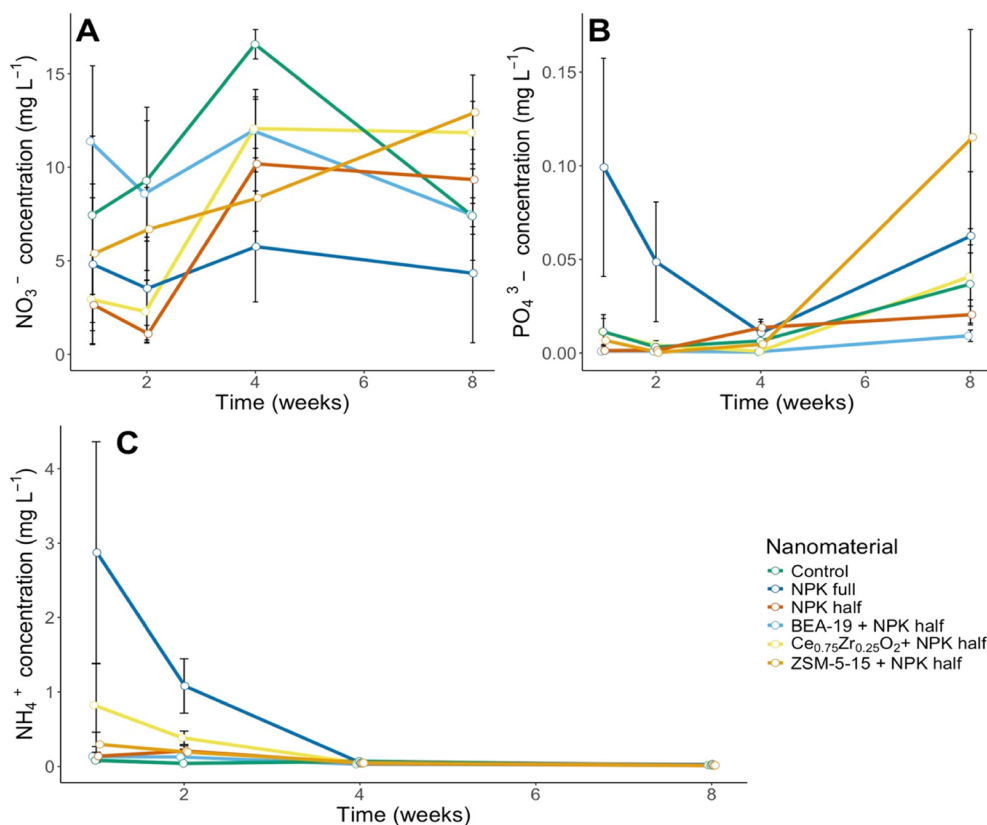 A
NO₃⁻ concentration (mg L⁻¹)
15
10
5
0
2
4
6
8
Time (weeks)
B
PO₄³⁻ concentration (mg L⁻¹)
0.15
0.10
0.05
0.00
2
4
6
8
Time (weeks)
C
NH₄⁺ concentration (mg L⁻¹)
4
3
2
1
0
2
4
6
8
Time (weeks)
Nanomaterial
Control
NPK full
NPK half
BEA-19 + NPK half
Ce₀.₇₅Zr₀.₂₅O₂+ NPK half
ZSM-5-15 + NPK half